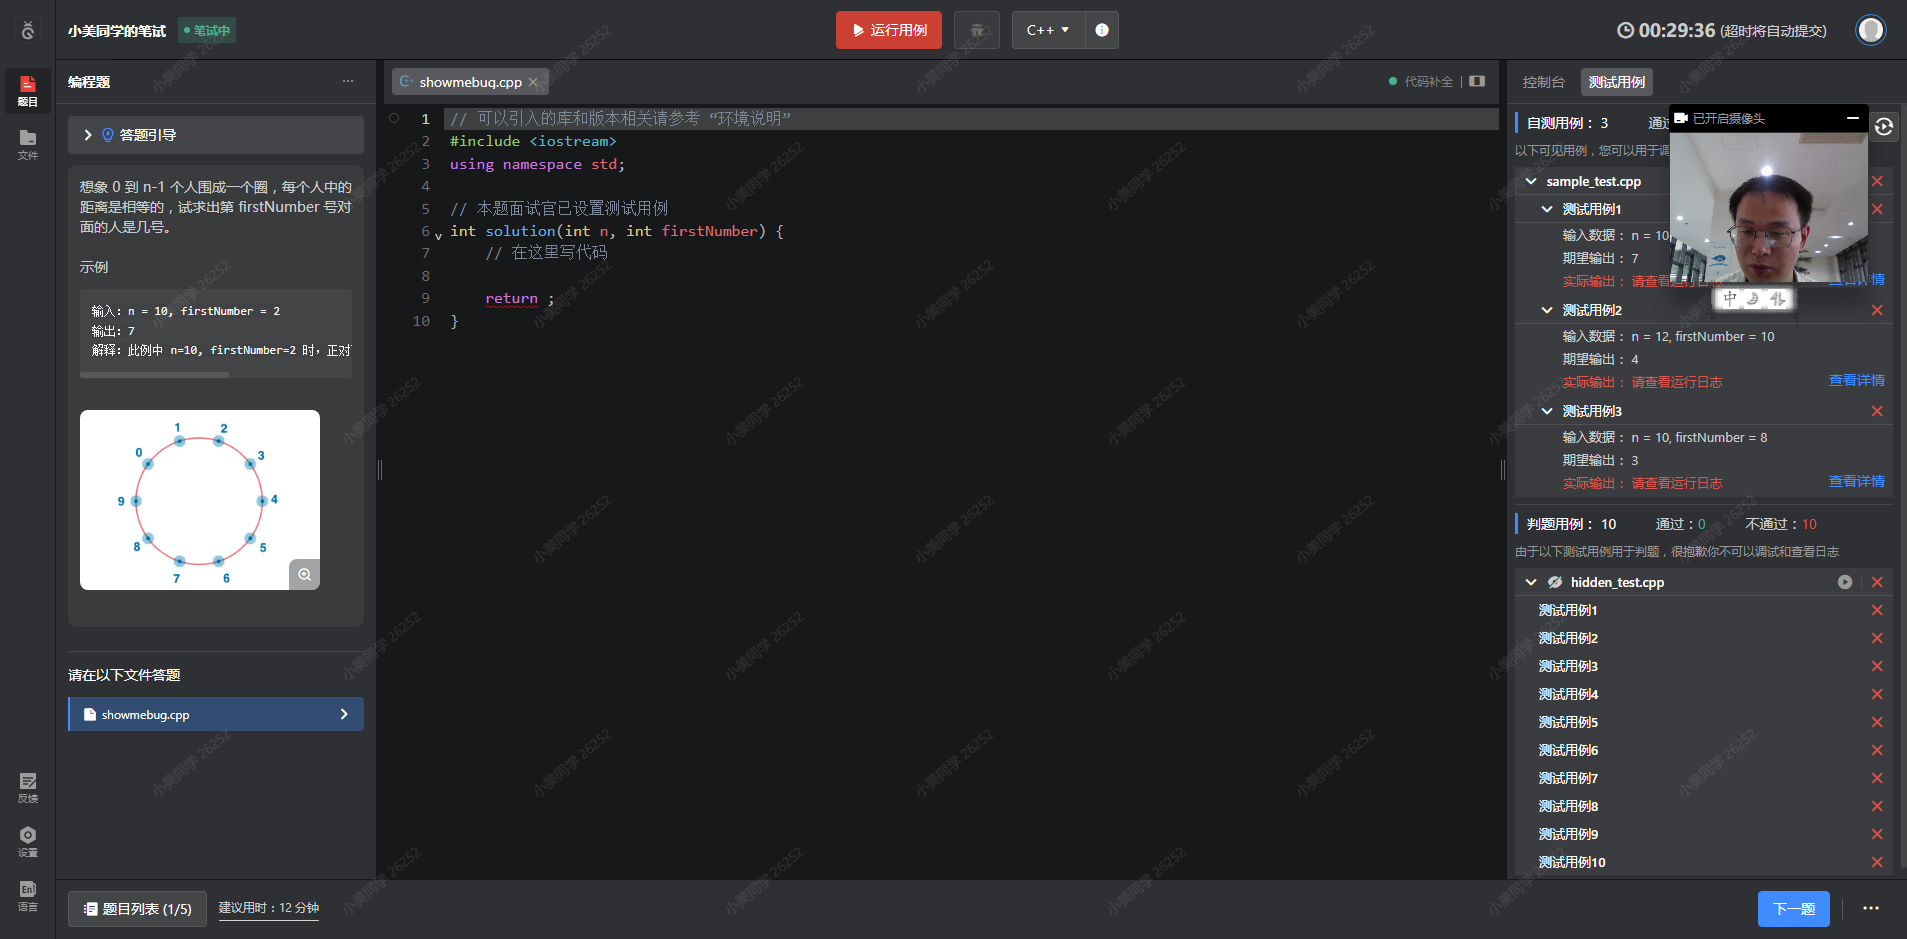 小美同学的笔试
笔试中
运行用例
C++
00:29:36 (超时将自动提交)
题目
文件
反馈
设置
En
语言
编程题
答题引导
想象 0 到 n-1 个人围成一个圈，每个人中的
距离是相等的，试求出第 firstNumber 号对
面的人是几号。
示例
输入：n = 10, firstNumber = 2
输出：7
解释：此例中 n=10, firstNumber=2 时，正对
1
2
0
3
9
4
8
5
7
6
请在以下文件答题
showmebug.cpp
题目列表 (1/5)
建议用时：12 分钟
showmebug.cpp
代码补全
1 // 可以引入的库和版本相关请参考 “环境说明”
2 #include <iostream>
3 using namespace std;
4
5 // 本题面试官已设置测试用例
6 int solution(int n, int firstNumber) {
7 // 在这里写代码
8
9 return ;
10 }
控制台
测试用例
自测用例： 3
通过
以下可见用例，您可以用于调
已开启摄像头
sample_test.cpp
测试用例1
输入数据： n = 10,
期望输出： 7
实际输出： 请查看运行日志
查看详情
中
测试用例2
输入数据： n = 12, firstNumber = 10
期望输出： 4
实际输出： 请查看运行日志
查看详情
测试用例3
输入数据： n = 10, firstNumber = 8
期望输出： 3
实际输出： 请查看运行日志
查看详情
判题用例： 10
通过：0
不通过：10
由于以下测试用例用于判题，很抱歉你不可以调试和查看日志
hidden_test.cpp
测试用例1
测试用例2
测试用例3
测试用例4
测试用例5
测试用例6
测试用例7
测试用例8
测试用例9
测试用例10
下一题
小美同学 26252